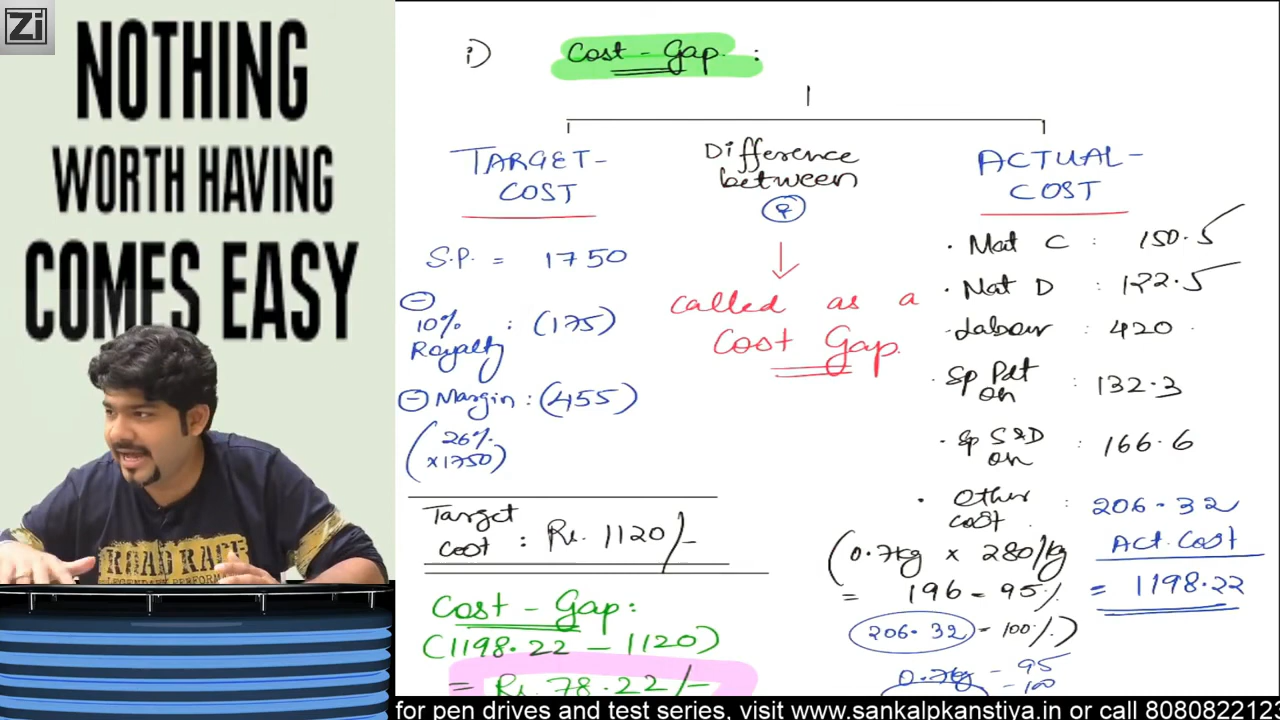 Zi
NOTHING
WORTH HAVING
COMES EASY
ROAD RAGE
i) Cost - Gap :
TARGET-
COST
Difference
between
ACTUAL-
COST
S.P. = 1750
10%
Royalty : (175)
Margin : (455)
(26%
×1750)
Target
cost : Rs. 1120/-
Cost - Gap:
(1198.22 - 1120)
= Rs. 78.22/-
called as a
Cost Gap.
• Mat C : 150.5
• Mat D : 122.5
• Labour : 420
• Sp Pdt
on : 132.3
• Sp S&D
on : 166.6
• Other
cost : 206.32
Act. Cost
= 1198.22
(0.7kg × 280/kg
= 196 - 95%
206.32 - 100%)
0.7kg - 95
- 100
for pen drives and test series, visit www.sankalpkanstiya.in or call 8080822123